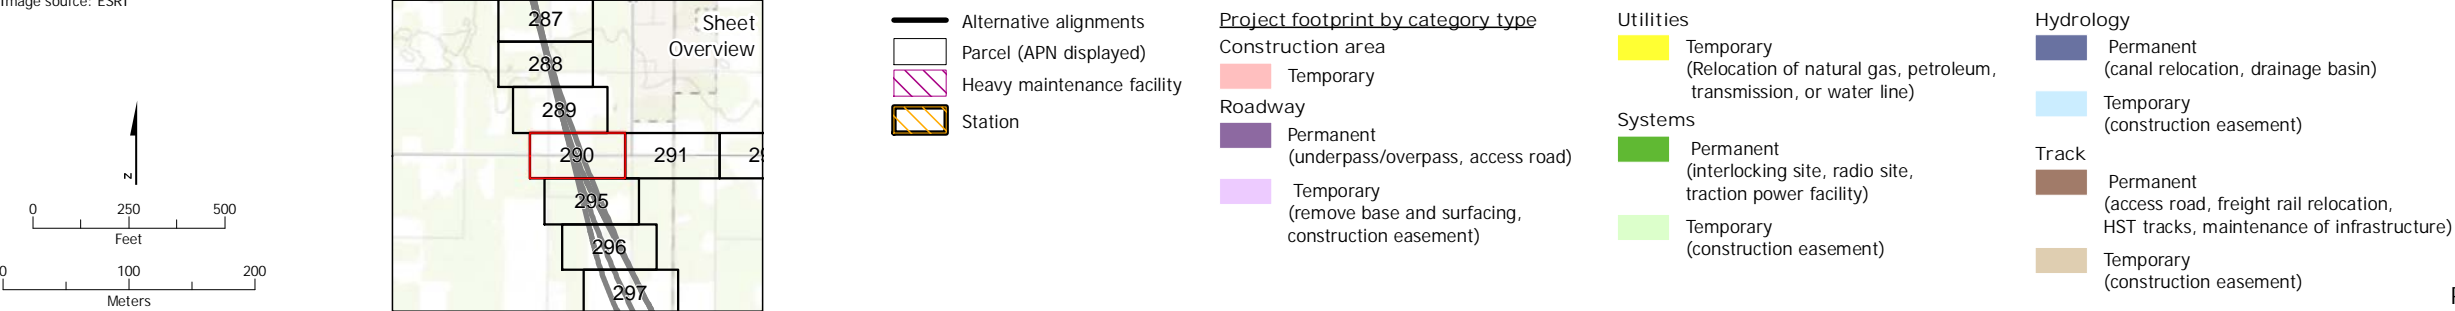 Image source: ESRI
N
0 250 500
Feet
0 100 200
Meters
Sheet
Overview
287
288
289
290 291
295
296
297
Alternative alignments
Parcel (APN displayed)
Heavy maintenance facility
Station
Project footprint by category type
Construction area
Temporary
Roadway
Permanent
(underpass/overpass, access road)
Temporary
(remove base and surfacing,
construction easement)
Utilities
Temporary
(Relocation of natural gas, petroleum,
transmission, or water line)
Systems
Permanent
(interlocking site, radio site,
traction power facility)
Temporary
(construction easement)
Hydrology
Permanent
(canal relocation, drainage basin)
Temporary
(construction easement)
Track
Permanent
(access road, freight rail relocation,
HST tracks, maintenance of infrastructure)
Temporary
(construction easement)